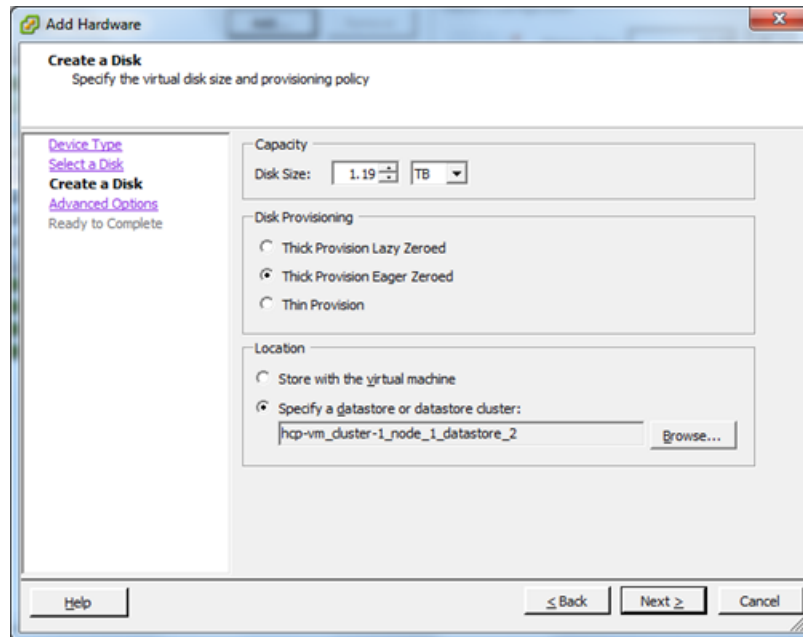 Add Hardware
Create a Disk
Specify the virtual disk size and provisioning policy
Device Type
Select a Disk
Create a Disk
Advanced Options
Ready to Complete
Capacity
Disk Size: 1.19 TB
Disk Provisioning
Thick Provision Lazy Zeroed
Thick Provision Eager Zeroed
Thin Provision
Location
Store with the virtual machine
Specify a datastore or datastore cluster:
hcp-vm_cluster-1_node_1_datastore_2
Browse...
Help
< Back
Next >
Cancel